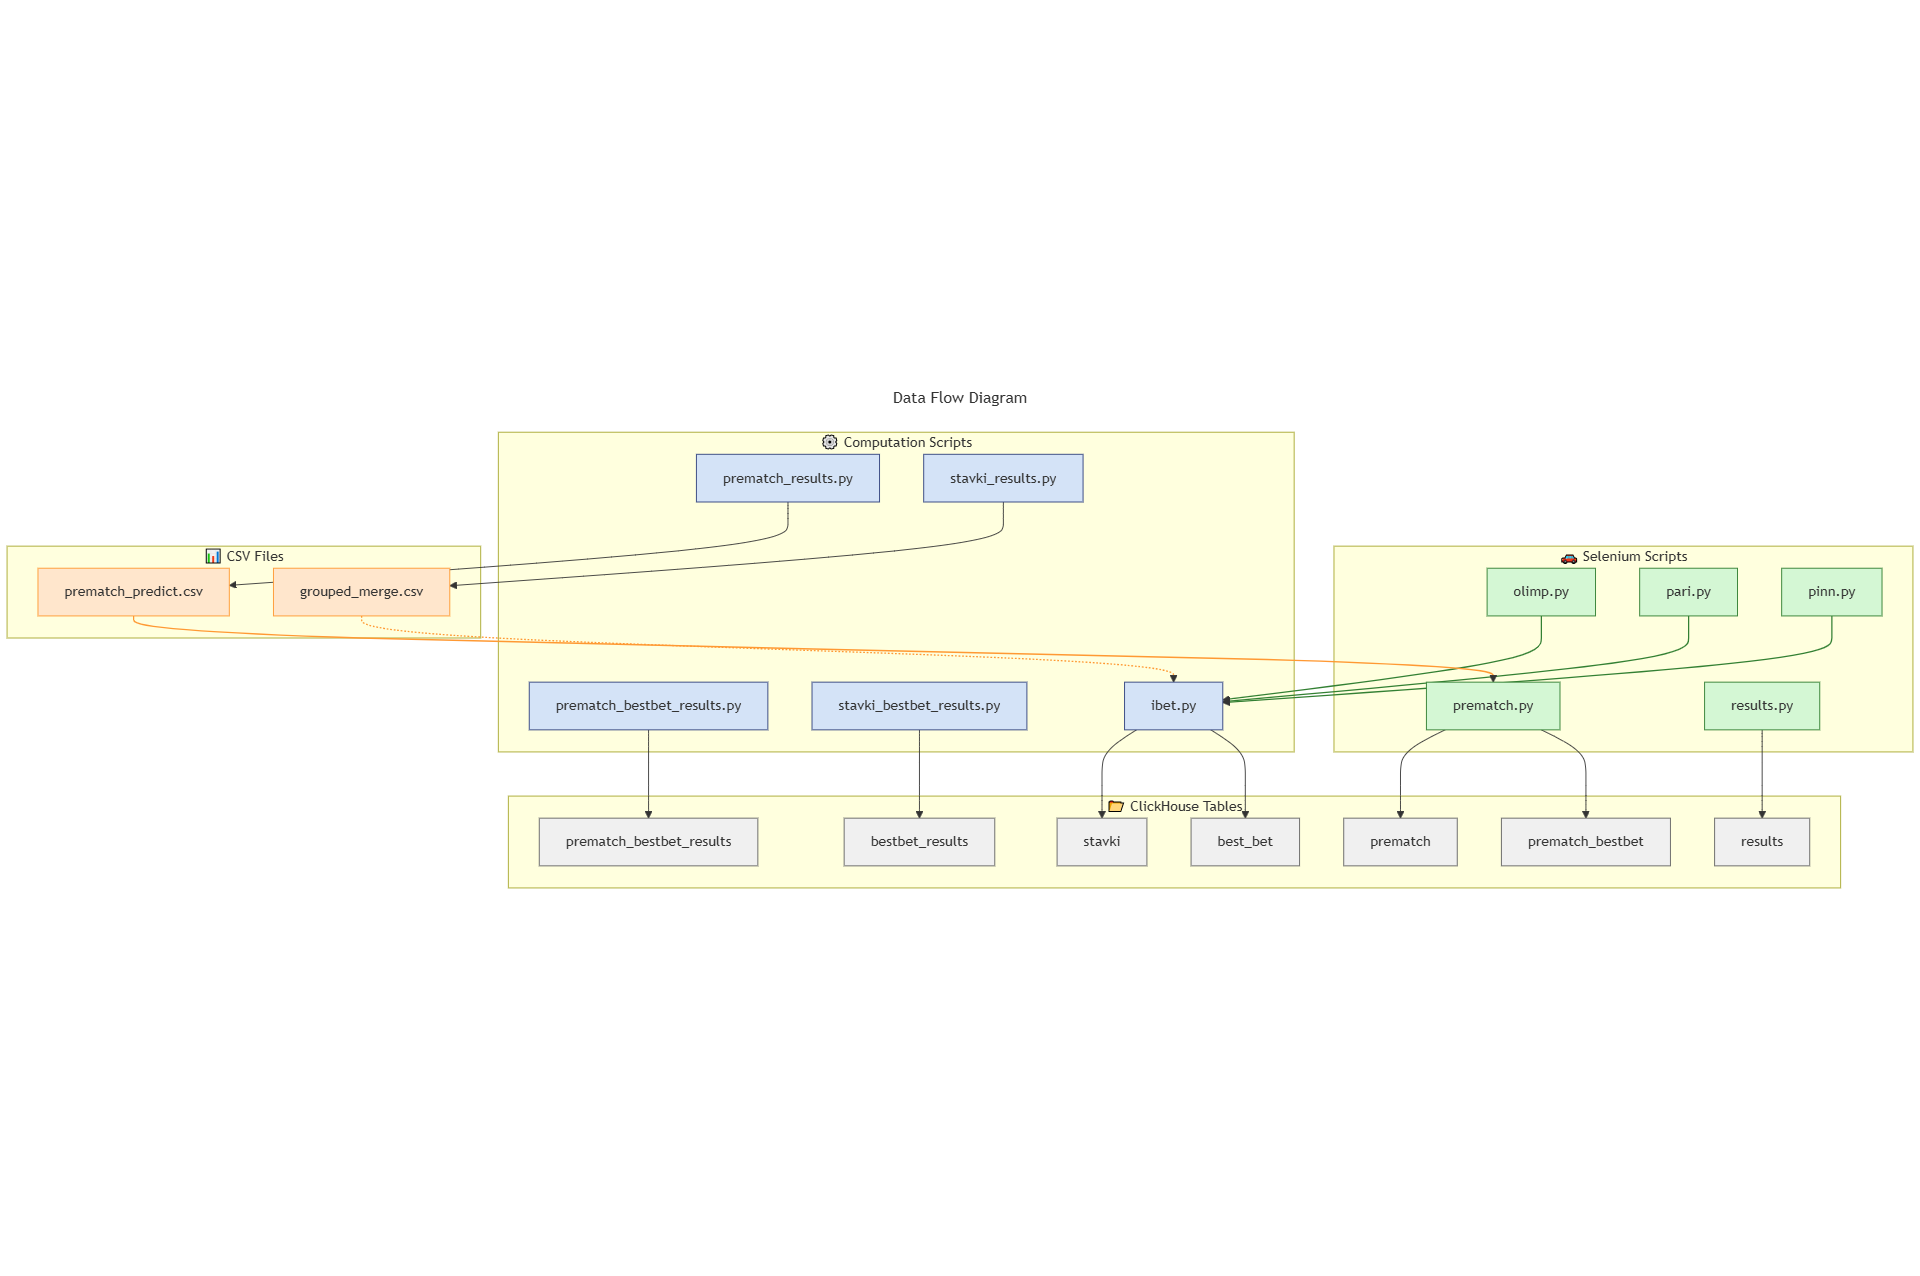 Data Flow Diagram
Computation Scripts
prematch_results.py
stavki_results.py
CSV Files
prematch_predict.csv
grouped_merge.csv
Selenium Scripts
olimp.py
pari.py
pinn.py
prematch_bestbet_results.py
stavki_bestbet_results.py
ibet.py
prematch.py
results.py
ClickHouse Tables
prematch_bestbet_results
bestbet_results
stavki
best_bet
prematch
prematch_bestbet
results